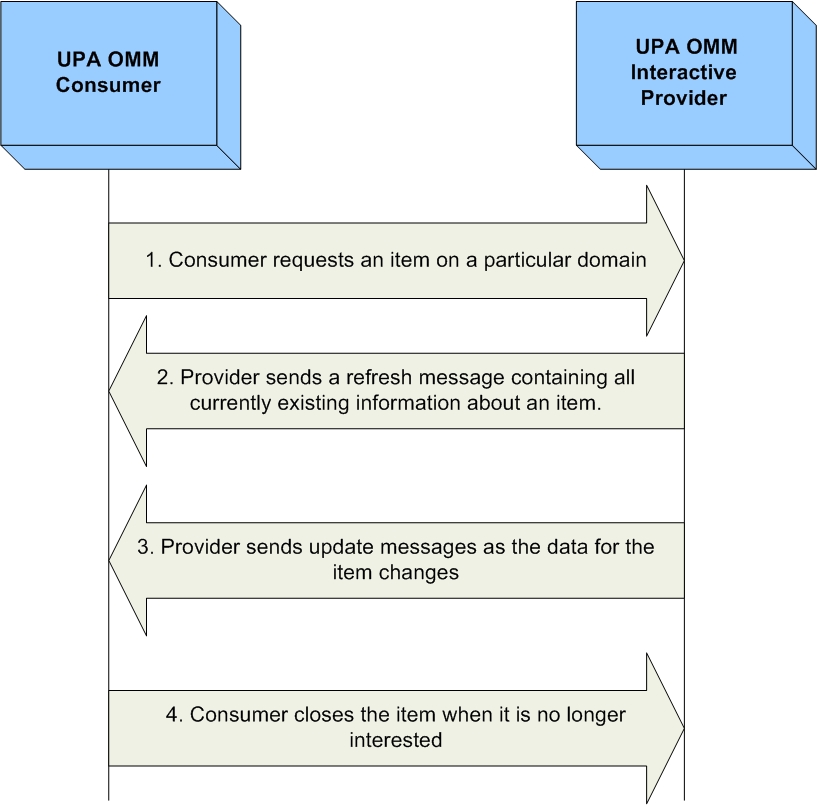 UPA OMM
Consumer
UPA OMM
Interactive
Provider
1. Consumer requests an item on a particular domain
2. Provider sends a refresh message containing all
currently existing information about an item.
3. Provider sends update messages as the data for the
item changes
4. Consumer closes the item when it is no longer
interested